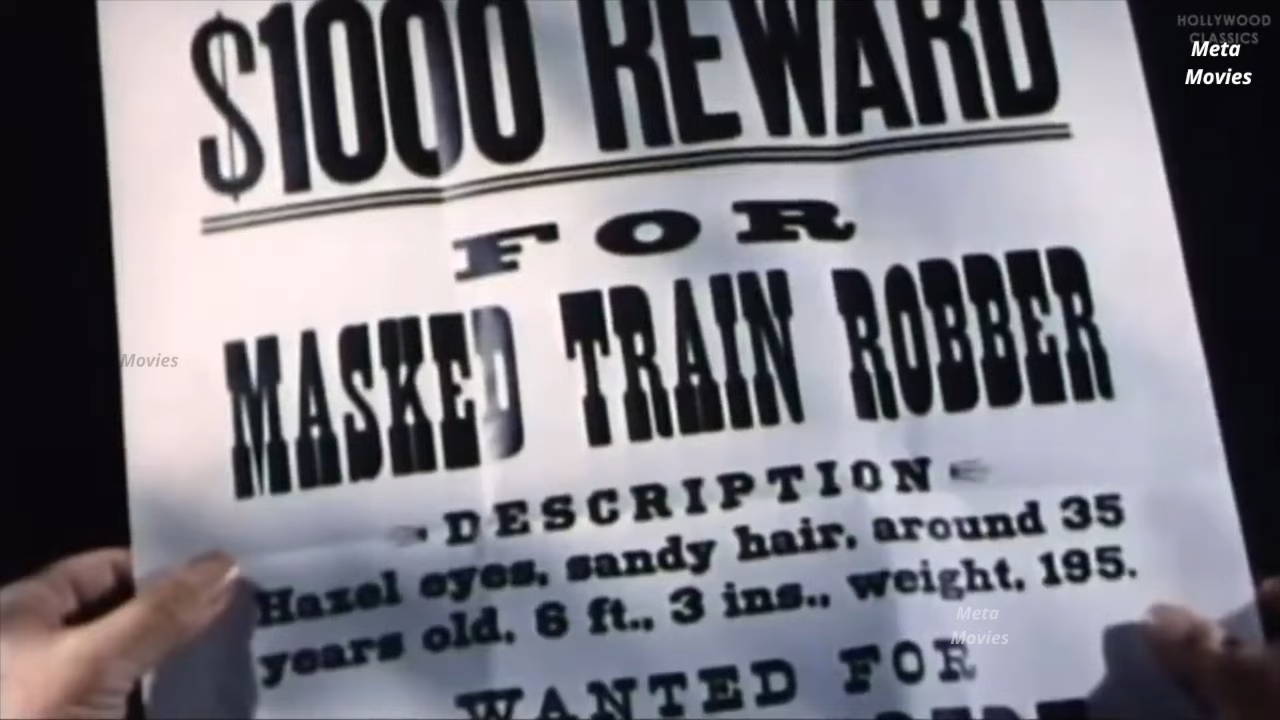 $1000 REWARD
FOR
MASKED TRAIN ROBBER
DESCRIPTION
Hazel eyes, sandy hair, around 35
years old, 6 ft., 3 ins., weight, 195.
WANTED FOR
HOLLYWOOD
CLASSICS
Meta
Movies
Movies
Meta
Movies